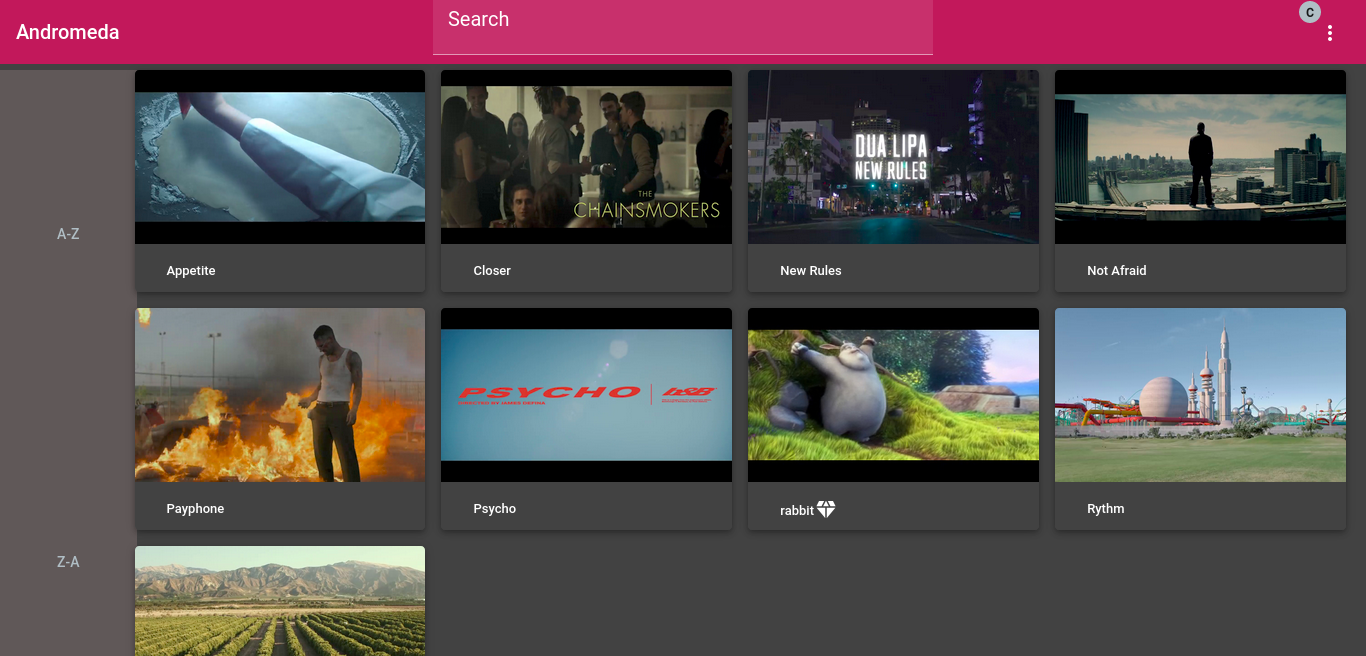 Andromeda
Search
C
A-Z
Z-A
THE
CHAINSMOKERS
DUA LIPA
NEW RULES
Appetite
Closer
New Rules
Not Afraid
PSYCHO
DIRECTED BY JAMES DEFINA
Payphone
Psycho
rabbit
Rythm